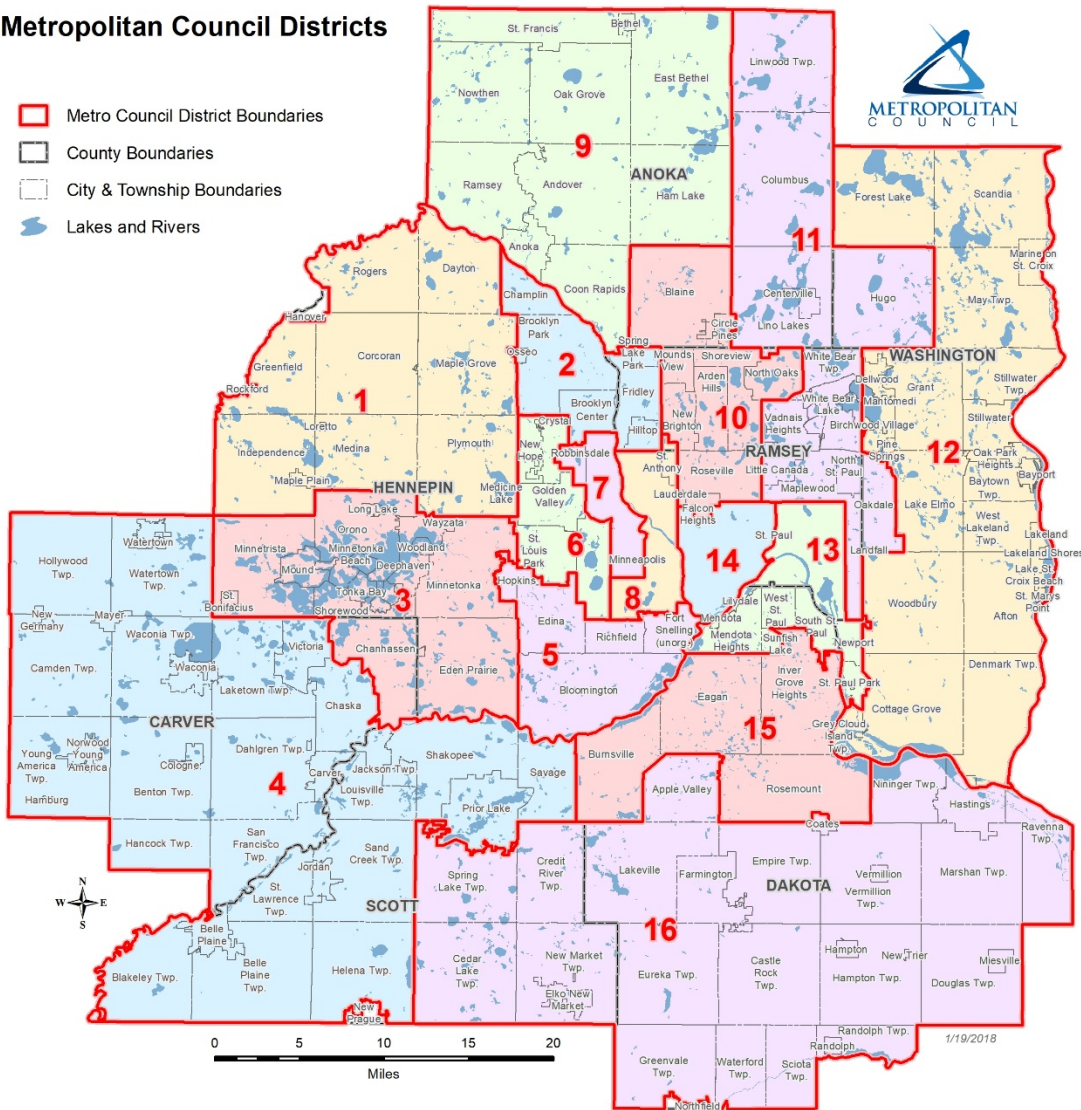 Metropolitan Council Districts
METROPOLITAN
COUNCIL
Metro Council District Boundaries
County Boundaries
City & Township Boundaries
Lakes and Rivers
St. Francis
Bethel
Linwood Twp.
East Bethel
Nowthen
Oak Grove
9
ANOKA
Ramsey
Andover
Ham Lake
Columbus
Forest Lake
Scandia
11
Anoka
Marine on
St. Croix
Rogers
Dayton
Champlin
Coon Rapids
Blaine
Centerville
Hugo
May Twp.
Hanover
Brooklyn
Park
Circle
Pines
Lino Lakes
Corcoran
Maple Grove
Osseo
2
Spring
Lake
Park
Mounds
View
Shoreview
White Bear
Twp.
WASHINGTON
Greenfield
Rockford
1
Fridley
Arden
Hills
North Oaks
Dellwood
Grant
Stillwater
Twp.
Brooklyn
Center
White Bear
Lake
Mahtomedi
Loretto
Crystal
Hilltop
New
Brighton
10
Vadnais
Heights
Birchwood Village
Stillwater
Independence
Medina
Plymouth
New
Hope
Robbinsdale
St.
Anthony
RAMSEY
Pine
Springs
12
Oak Park
Heights
Maple Plain
HENNEPIN
Medicine
Lake
Golden
Valley
7
Lauderdale
Roseville
Little Canada
North
St. Paul
Maplewood
Baytown
Twp.
Bayport
Long Lake
Falcon
Heights
Oakdale
Lake Elmo
West
Lakeland
Twp.
Orono
Wayzata
Watertown
Minnetrista
Minnetonka
Beach
Woodland
St.
Louis
Park
6
Minneapolis
14
St. Paul
13
Landfall
Lakeland
Lakeland Shores
Hollywood
Twp.
Watertown
Twp.
Mound
Deephaven
Tonka Bay
Minnetonka
Hopkins
8
Lake St.
Croix Beach
St. Marys
Point
St.
Bonifacius
Shorewood
3
Lilydale
West
St.
Paul
Woodbury
New
Germany
Mayer
Edina
Richfield
Fort
Snelling
(unorg.)
Mendota
Mendota
Heights
South St.
Paul
Newport
Afton
Waconia Twp.
Victoria
Chanhassen
5
Sunfish
Lake
Camden Twp.
Waconia
Eden Prairie
Bloomington
Inver
Grove
Heights
Denmark Twp.
Laketown Twp.
Eagan
St. Paul Park
Chaska
CARVER
15
Cottage Grove
Grey Cloud
Island
Twp.
Young
America
Twp.
Norwood
Young
America
Cologne
Dahlgren Twp.
Shakopee
Burnsville
Carver
Jackson Twp.
Savage
Hamburg
Benton Twp.
4
Louisville
Twp.
Prior Lake
Apple Valley
Rosemount
Nininger Twp.
Hastings
Coates
Ravenna
Twp.
Hancock Twp.
San
Francisco
Twp.
Sand
Creek Twp.
Jordan
Spring
Lake Twp.
Credit
River
Twp.
Lakeville
Farmington
Empire Twp.
DAKOTA
Vermillion
Vermillion
Twp.
Marshan Twp.
N
W E
S
St.
Lawrence
Twp.
SCOTT
16
Belle
Plaine
Blakeley Twp.
Belle
Plaine
Twp.
Helena Twp.
Cedar
Lake
Twp.
New Market
Twp.
Elko New
Market
Eureka Twp.
Castle
Rock
Twp.
Hampton
Hampton Twp.
New Trier
Miesville
Douglas Twp.
New
Prague
Randolph Twp.
Randolph
1/19/2018
0 5 10 15 20
Miles
Greenvale
Twp.
Waterford
Twp.
Sciota
Twp.
Northfield